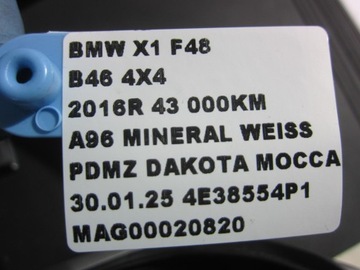 BMW X1 F48
B46 4X4
2016R 43 000KM
A96 MINERAL WEISS
PDMZ DAKOTA MOCCA
30.01.25 4E38554P1
MAG00020820